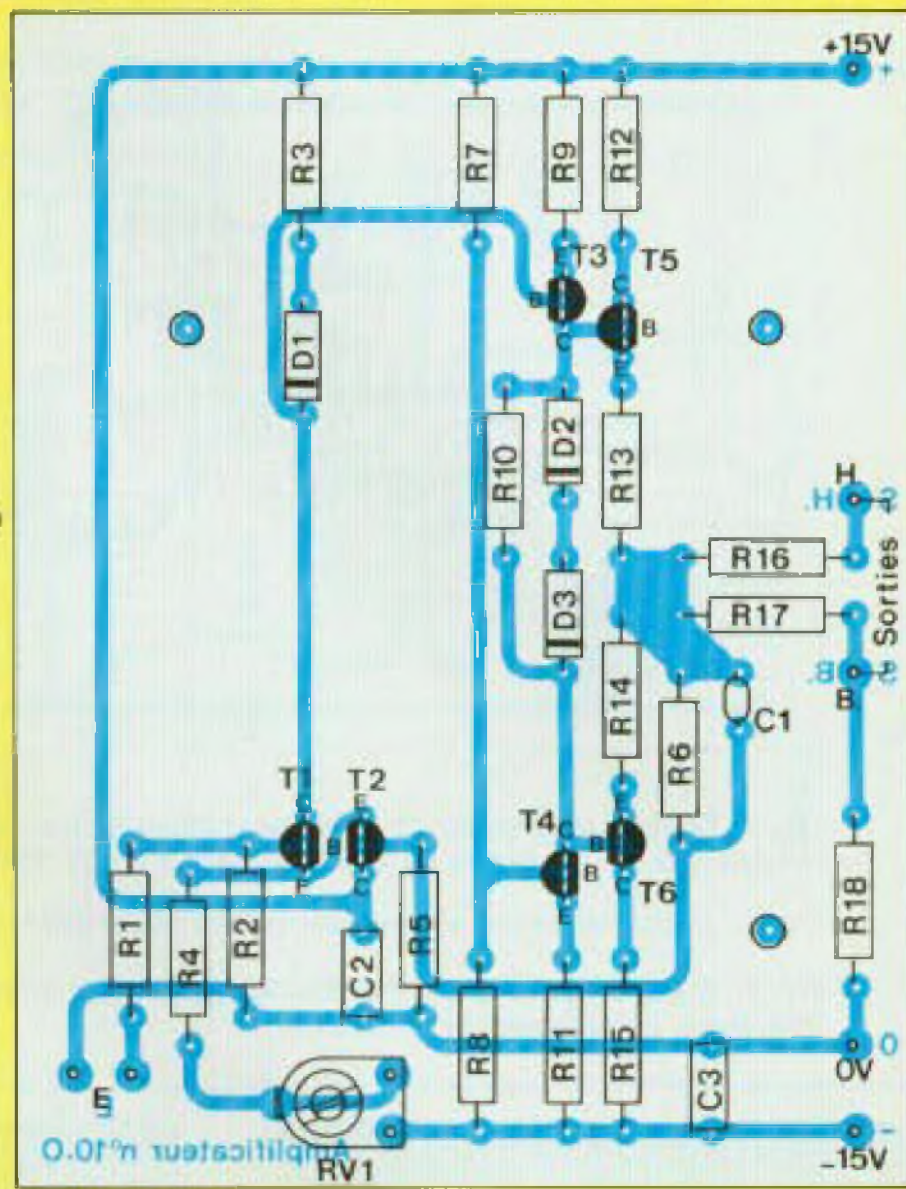 +15V
+
R3
R7
R9
R12
E
T3
T5
C
B
B
C
E
D1
D2
R10
R13
H
H.
S
R16
Sorties
D3
R17
B.
S
B
R14
C1
R6
T1
T2
E
E
T4
C
B
B
B
E
C
E
C
T6
R1
R4
R2
C2
R5
R18
R8
R11
R15
C3
0
0V
E
-
-15V
RV1
Amplificateur n°10.0